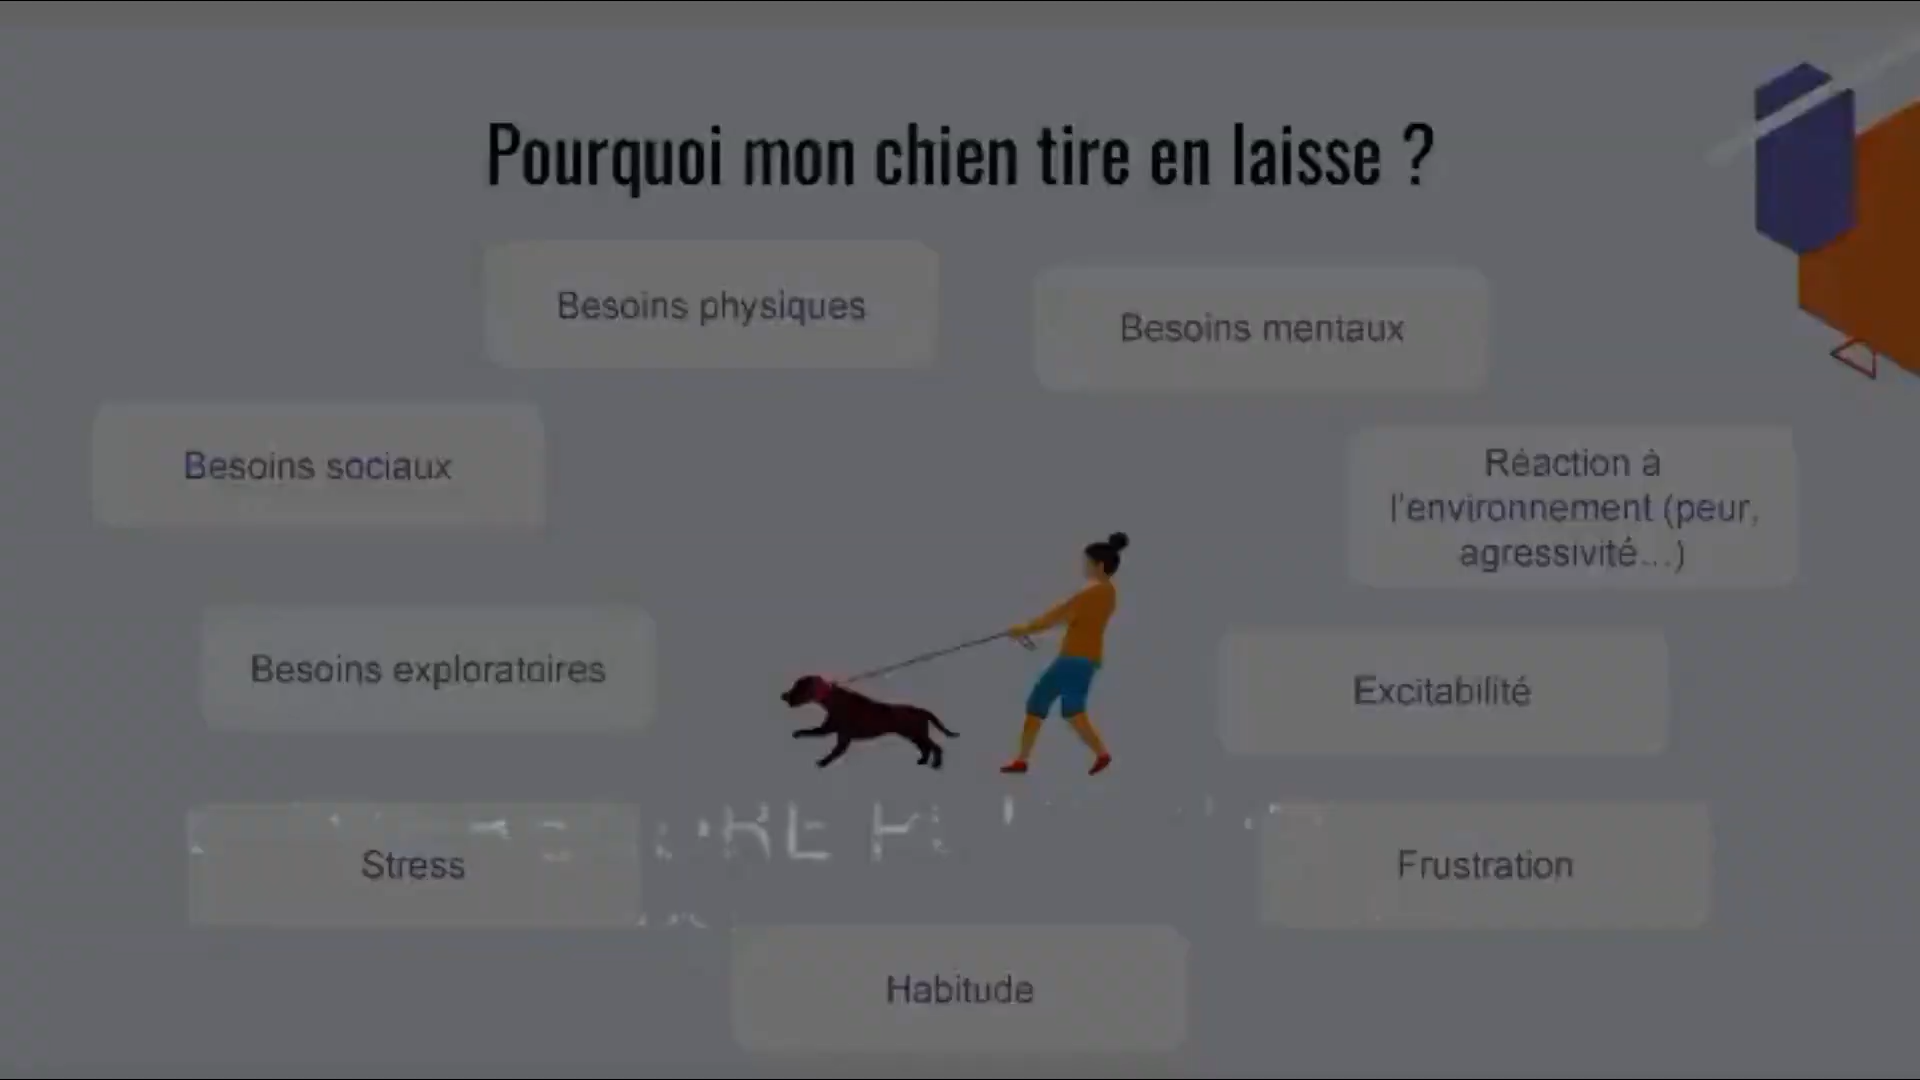 Pourquoi mon chien tire en laisse ?
Besoins physiques
Besoins mentaux
Besoins sociaux
Réaction à
l'environnement (peur,
agressivité...)
Besoins exploratoires
Excitabilité
Stress
Frustration
Habitude